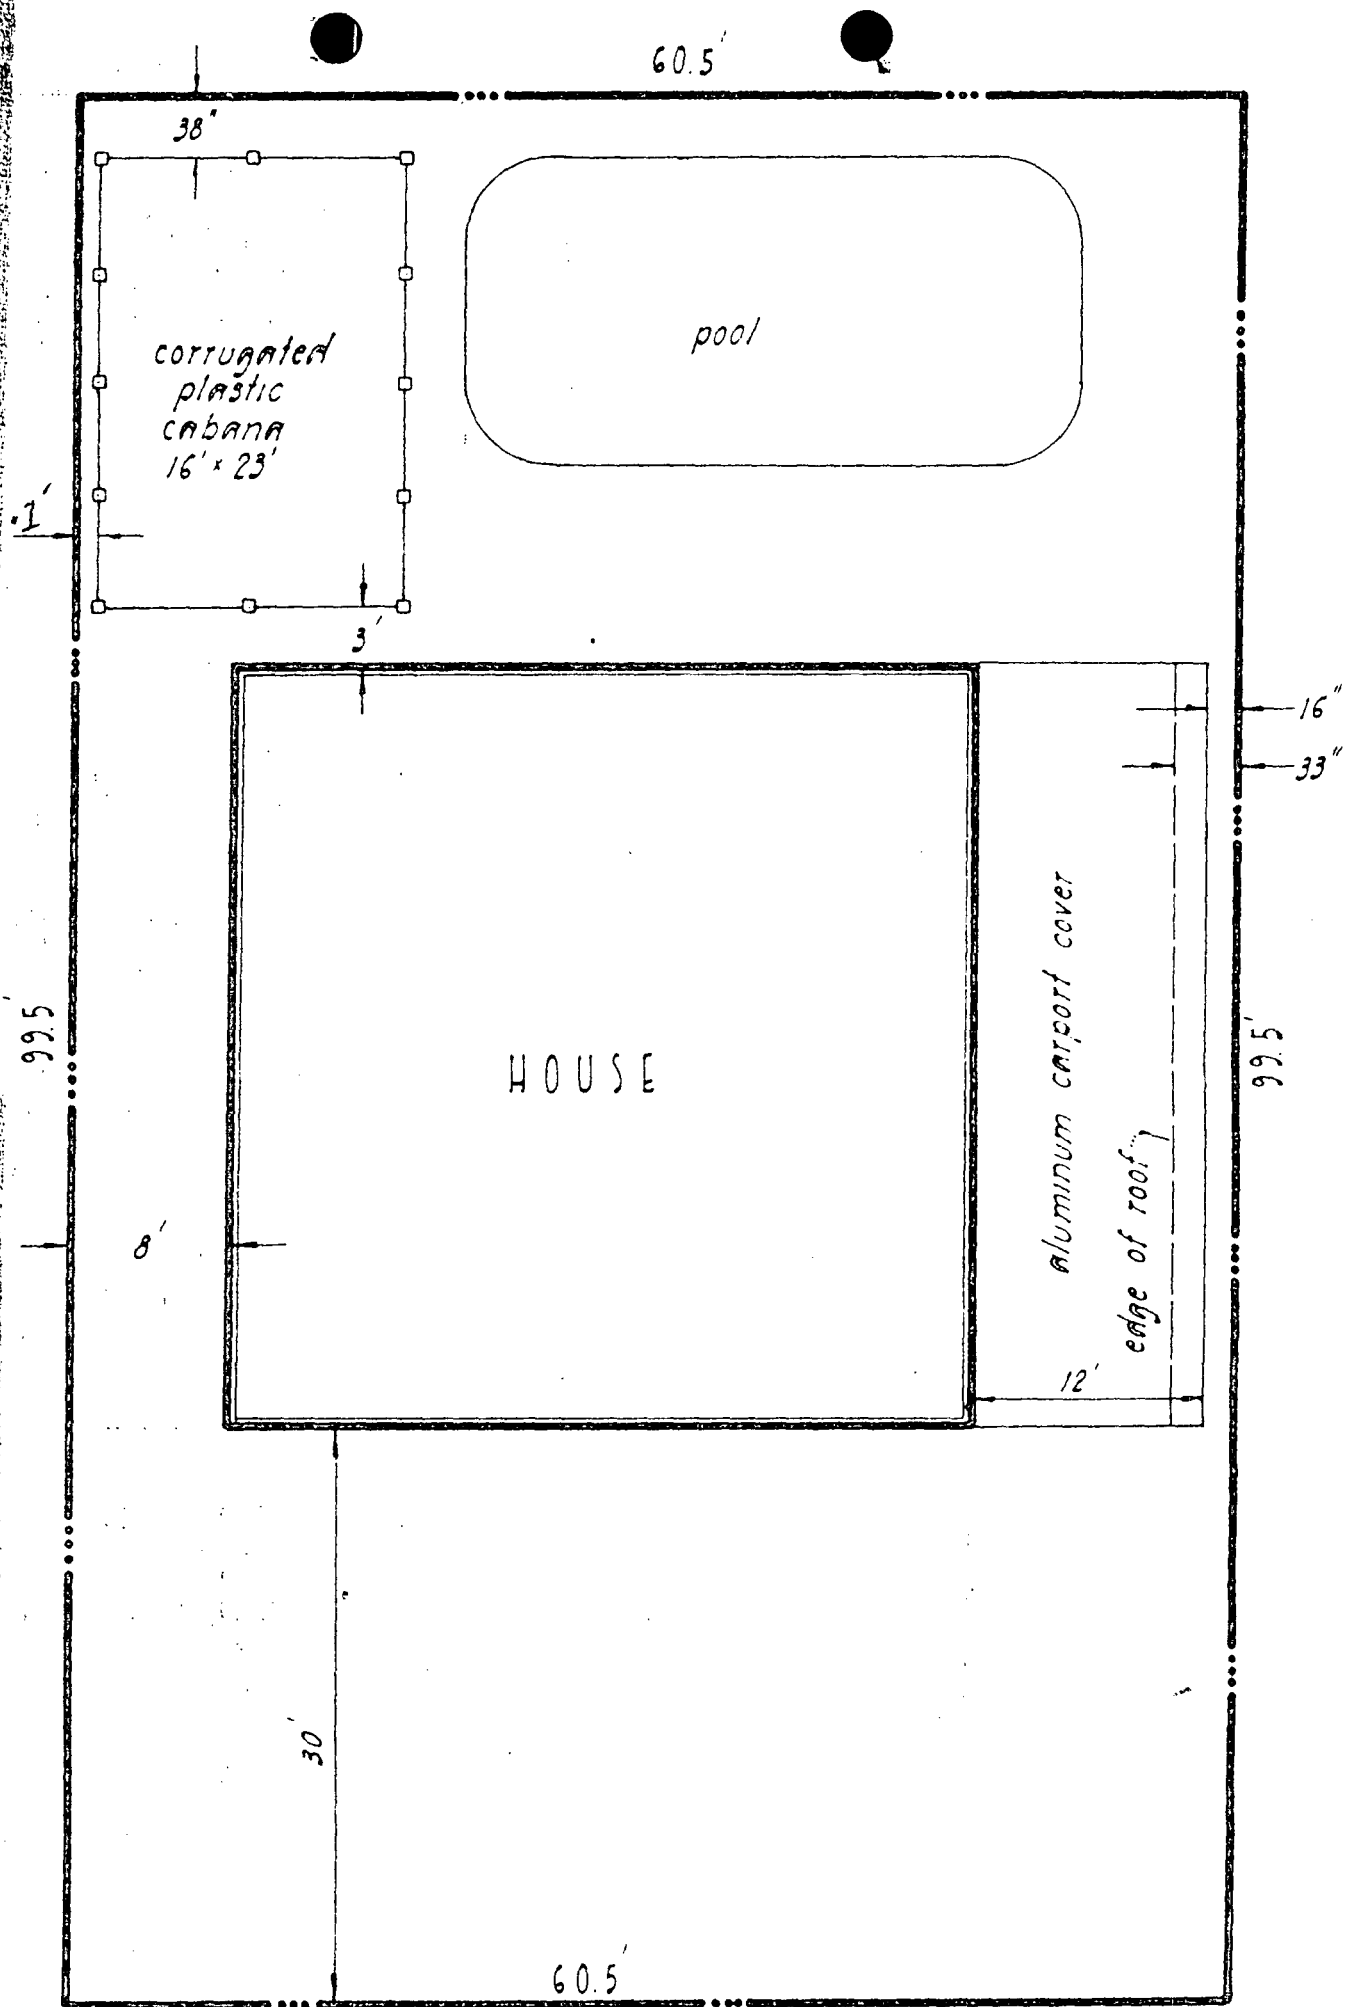 60.5'
38"
corrugated
plastic
cabana
16' x 23'
pool
1'
3'
16"
33"
99.5'
HOUSE
aluminum carport cover
edge of roof
99.5'
8'
12'
30'
60.5'